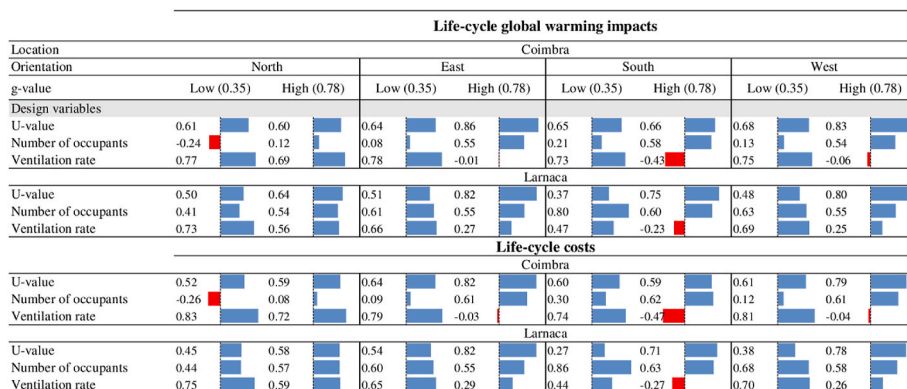 Life-cycle global warming impacts
Location Coimbra
Orientation North East South West
g-value Low (0.35) High (0.78) Low (0.35) High (0.78) Low (0.35) High (0.78) Low (0.35) High (0.78)
Design variables
U-value 0.61 0.60 0.64 0.86 0.65 0.66 0.68 0.83
Number of occupants -0.24 0.12 0.08 0.55 0.21 0.58 0.13 0.54
Ventilation rate 0.77 0.69 0.78 -0.01 0.73 -0.43 0.75 -0.06
Larnaca
U-value 0.50 0.64 0.51 0.82 0.37 0.75 0.48 0.80
Number of occupants 0.41 0.54 0.61 0.55 0.80 0.60 0.63 0.55
Ventilation rate 0.73 0.56 0.66 0.27 0.47 -0.23 0.69 0.25
Life-cycle costs
Coimbra
U-value 0.52 0.59 0.64 0.82 0.60 0.59 0.61 0.79
Number of occupants -0.26 0.08 0.09 0.61 0.30 0.62 0.12 0.61
Ventilation rate 0.83 0.72 0.79 -0.03 0.74 -0.47 0.81 -0.04
Larnaca
U-value 0.45 0.58 0.54 0.82 0.27 0.71 0.38 0.78
Number of occupants 0.44 0.57 0.60 0.55 0.86 0.63 0.68 0.58
Ventilation rate 0.75 0.59 0.65 0.29 0.44 -0.27 0.70 0.26